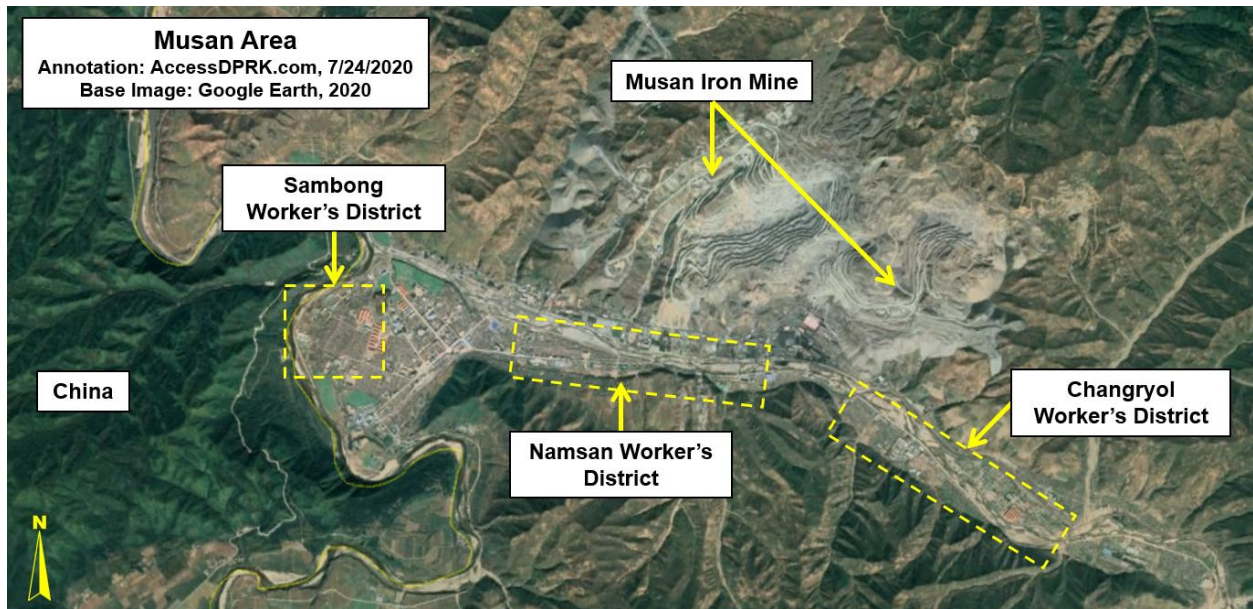 Musan Area
Annotation: AccessDPRK.com, 7/24/2020
Base Image: Google Earth, 2020
Musan Iron Mine
Sambong
Worker's District
China
Changryol
Worker's District
Namsan Worker's
District
N